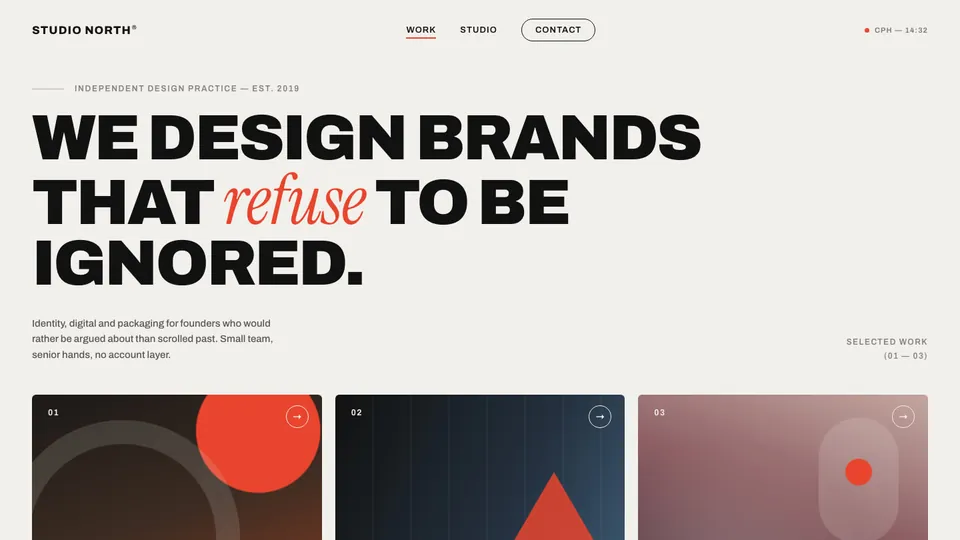 STUDIO NORTH®
WORK
STUDIO
CONTACT
CPH — 14:32
INDEPENDENT DESIGN PRACTICE — EST. 2019
WE DESIGN BRANDS
THAT refuse TO BE
IGNORED.
Identity, digital and packaging for founders who would
rather be argued about than scrolled past. Small team,
senior hands, no account layer.
SELECTED WORK
(01 — 03)
01
→
02
→
03
→